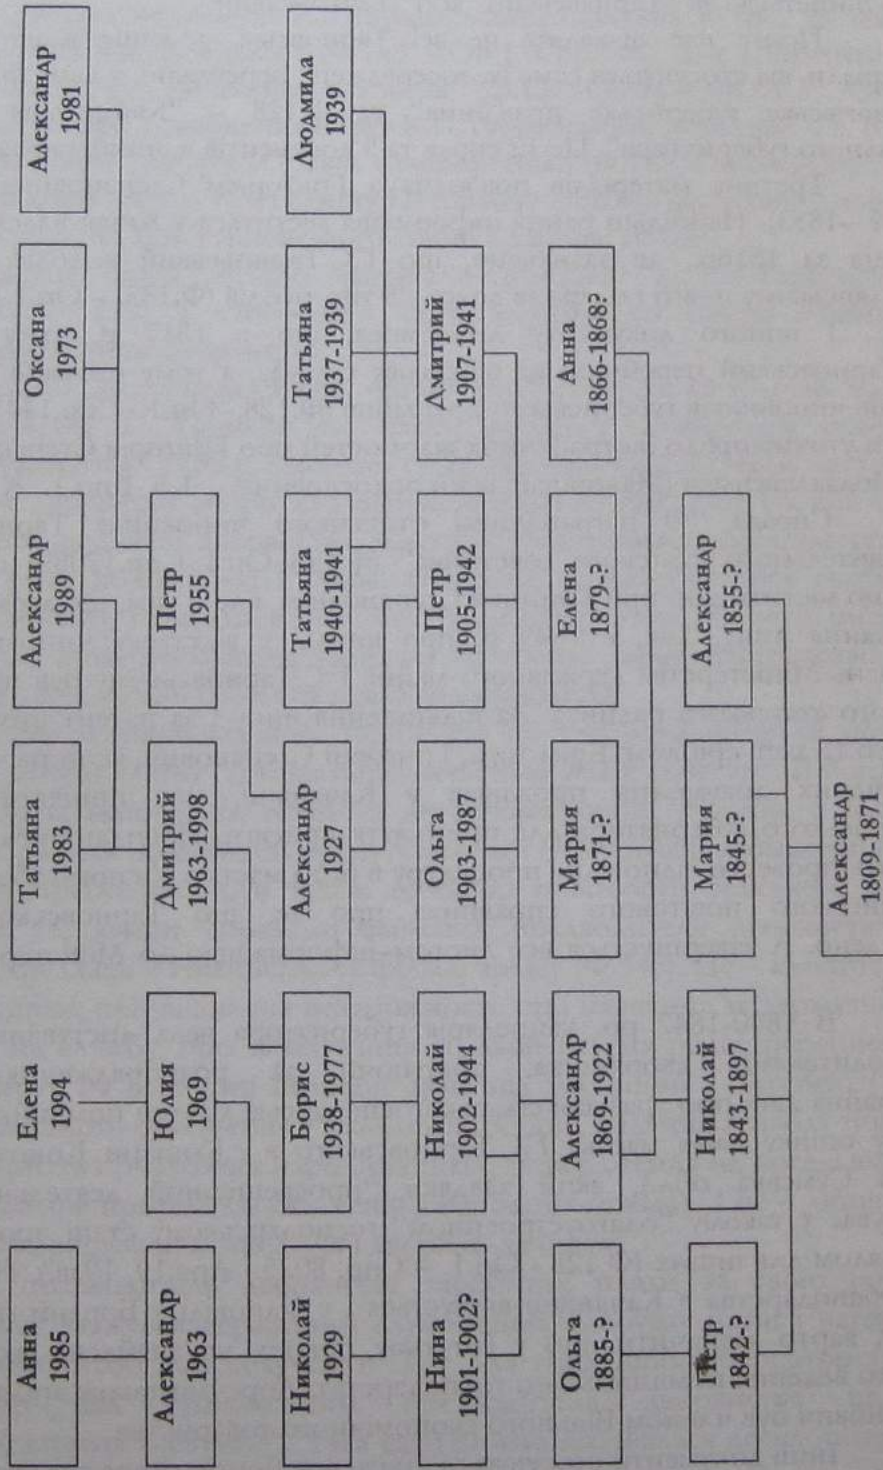 Анна
1985
Елена
1994
Татьяна
1983
Александр
1989
Оксана
1973
Александр
1981
Александр
1963
Юлия
1969
Дмитрий
1963-1998
Петр
1955
Николай
1929
Борис
1938-1977
Александр
1927
Татьяна
1940-1941
Татьяна
1937-1939
Людмила
1939
Нина
1901-1902?
Николай
1902-1944
Ольга
1903-1987
Петр
1905-1942
Дмитрий
1907-1941
Ольга
1885-?
Александр
1869-1922
Мария
1871-?
Елена
1879-?
Анна
1866-1868?
Петр
1842-?
Николай
1843-1897
Мария
1845-?
Александр
1855-?
Александр
1809-1871